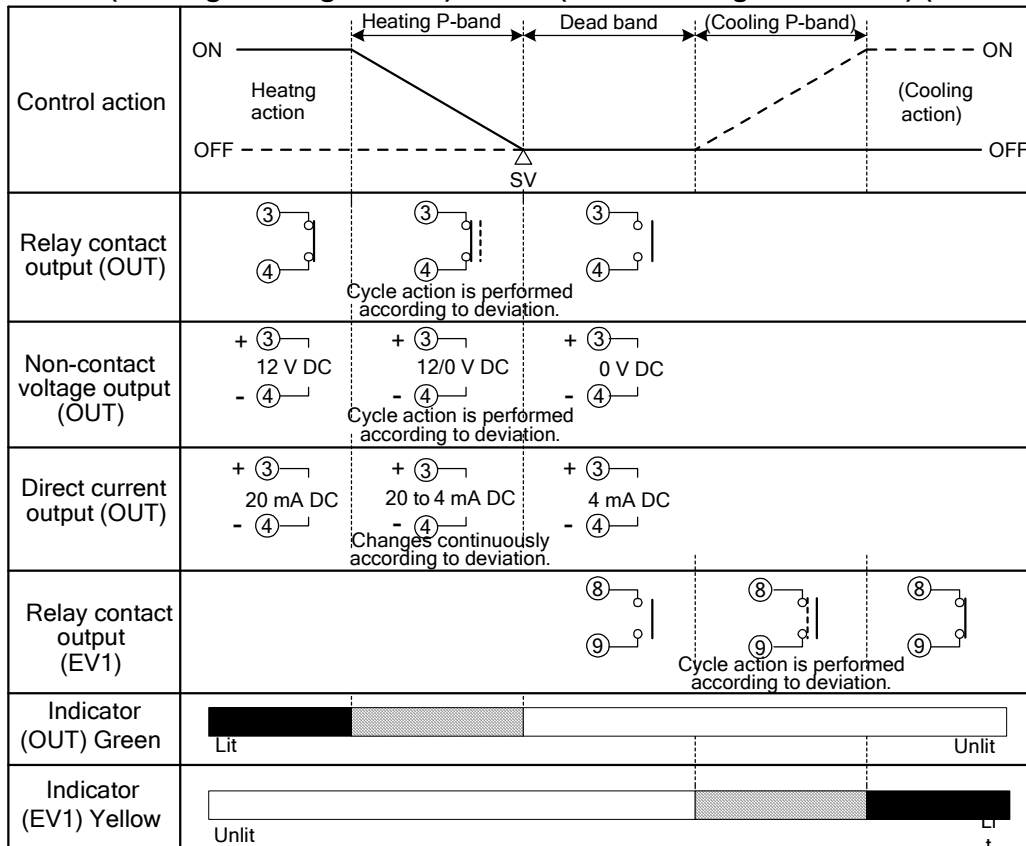 Heating P-band Dead band (Cooling P-band)
ON ON
Control action
Heatng action
(Cooling action)
OFF OFF
SV
Relay contact output (OUT)
3 3 3
4 4 4
Cycle action is performed
according to deviation.
Non-contact voltage output (OUT)
+ 3 + 3 + 3
12 V DC 12/0 V DC 0 V DC
- 4 - 4 - 4
Cycle action is performed
according to deviation.
Direct current output (OUT)
+ 3 + 3 + 3
20 mA DC 20 to 4 mA DC 4 mA DC
- 4 - 4 - 4
Changes continuously
according to deviation.
Relay contact output (EV1)
8 8 8
9 9 9
Cycle action is performed
according to deviation.
Indicator (OUT) Green
Lit Unlit
Indicator (EV1) Yellow
Unlit